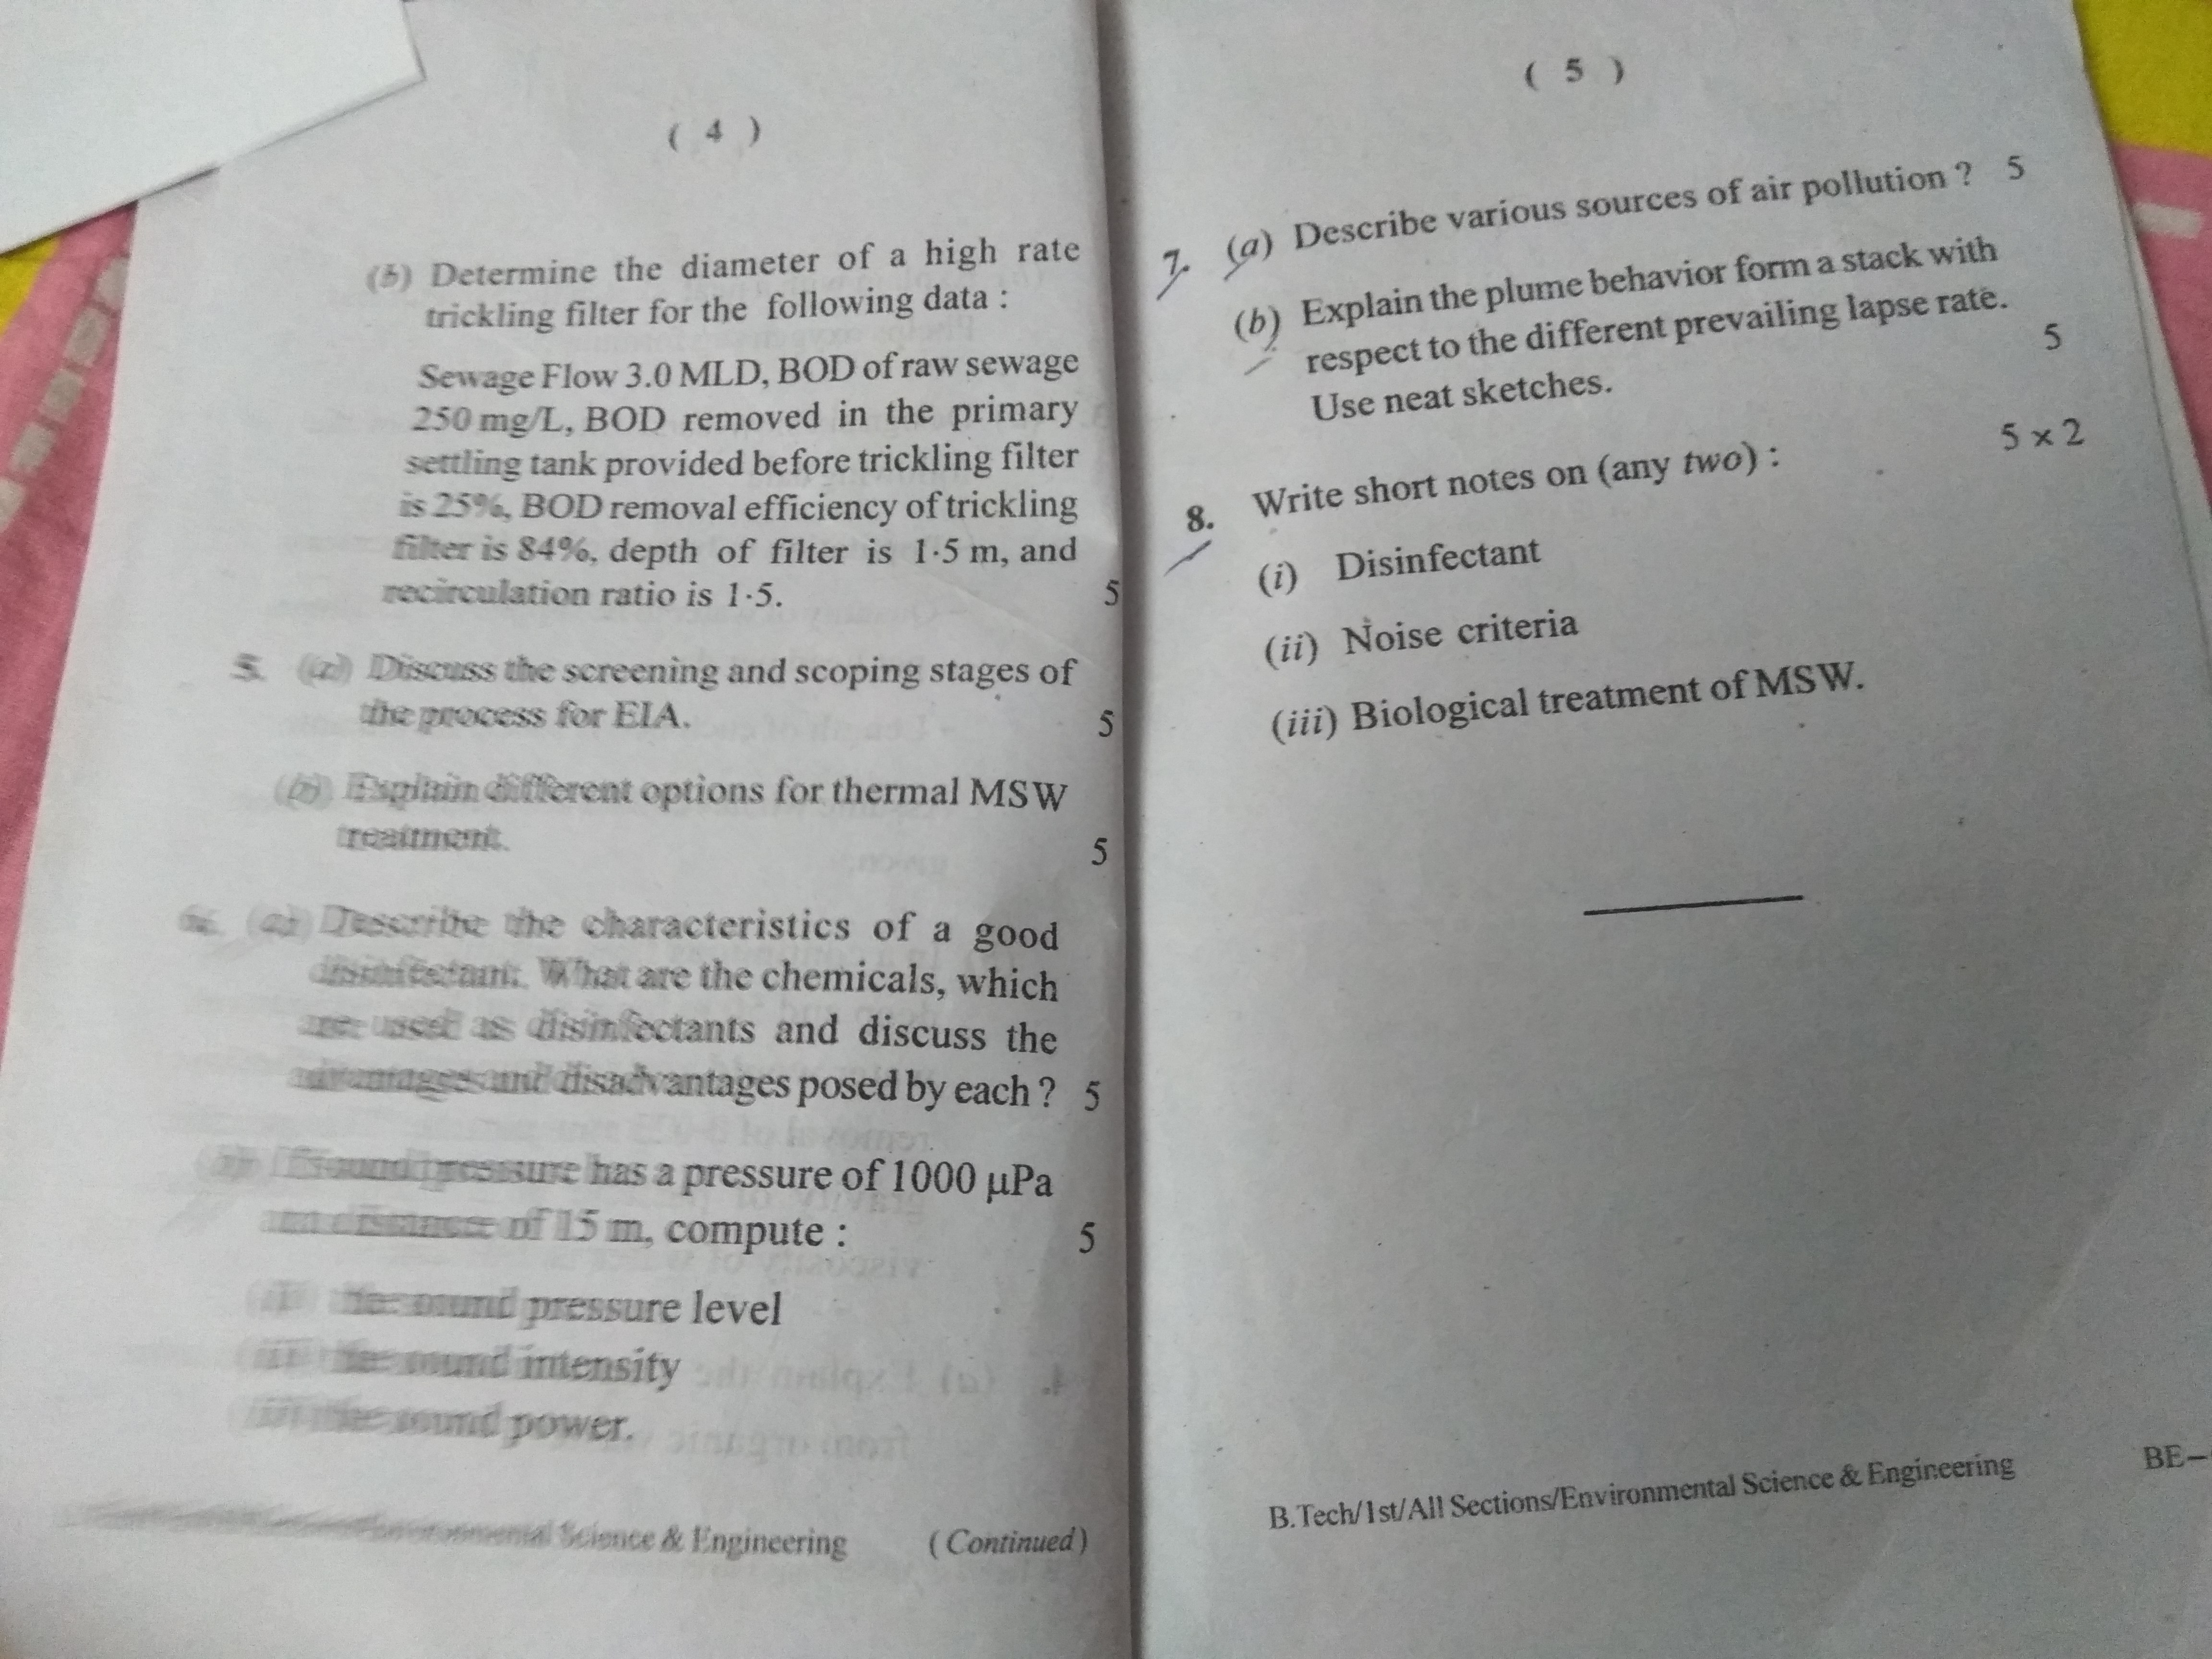 ( 4 )
(b) Determine the diameter of a high rate
trickling filter for the following data :
Sewage Flow 3.0 MLD, BOD of raw sewage
250 mg/L, BOD removed in the primary
settling tank provided before trickling filter
is 25%, BOD removal efficiency of trickling
filter is 84%, depth of filter is 1·5 m, and
recirculation ratio is 1·5. 5
5. (a) Discuss the screening and scoping stages of
the process for EIA. 5
(b) Explain different options for thermal MSW
treatment. 5
6. (a) Describe the characteristics of a good
disinfectant. What are the chemicals, which
are used as disinfectants and discuss the
advantages and disadvantages posed by each ? 5
sound pressure has a pressure of 1000 µPa
at a distance of 15 m, compute : 5
(i) the sound pressure level
(ii) the sound intensity
(iii) the sound power.
Environmental Science & Engineering (Continued)
( 5 )
7. (a) Describe various sources of air pollution ? 5
(b) Explain the plume behavior form a stack with
respect to the different prevailing lapse rate.
Use neat sketches. 5
8. Write short notes on (any two) : 5 × 2
(i) Disinfectant
(ii) Noise criteria
(iii) Biological treatment of MSW.
B.Tech/1st/All Sections/Environmental Science & Engineering BE–